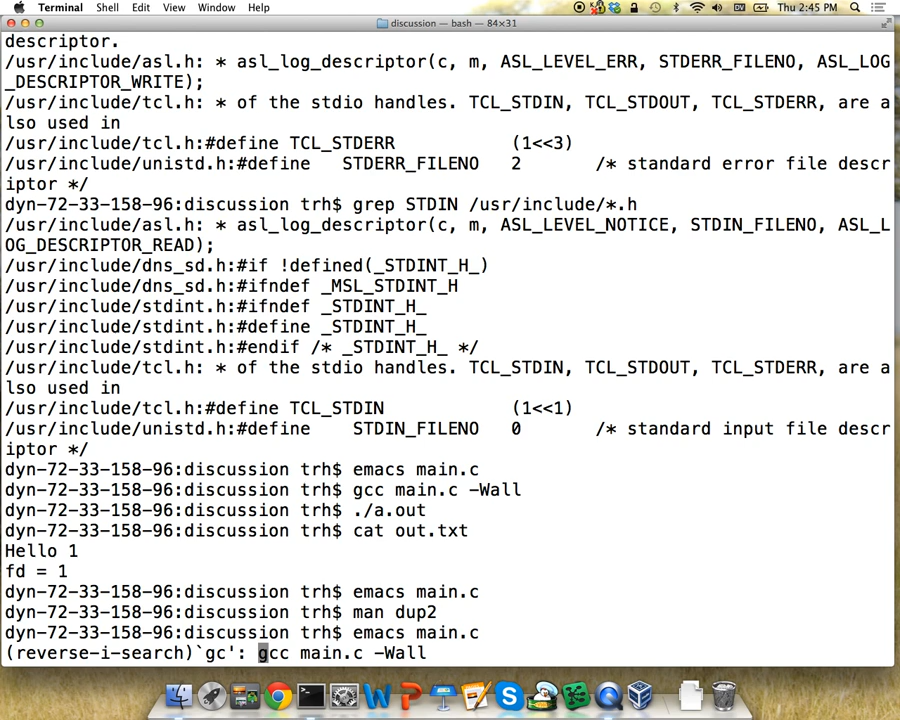 Terminal Shell Edit View Window Help Thu 2:45 PM
discussion — bash — 84×31
descriptor.
/usr/include/asl.h: * asl_log_descriptor(c, m, ASL_LEVEL_ERR, STDERR_FILENO, ASL_LOG
_DESCRIPTOR_WRITE);
/usr/include/tcl.h: * of the stdio handles. TCL_STDIN, TCL_STDOUT, TCL_STDERR, are a
lso used in
/usr/include/tcl.h:#define TCL_STDERR (1<<3)
/usr/include/unistd.h:#define STDERR_FILENO 2 /* standard error file descr
iptor */
dyn-72-33-158-96:discussion trh$ grep STDIN /usr/include/*.h
/usr/include/asl.h: * asl_log_descriptor(c, m, ASL_LEVEL_NOTICE, STDIN_FILENO, ASL_L
OG_DESCRIPTOR_READ);
/usr/include/dns_sd.h:#if !defined(_STDINT_H_)
/usr/include/dns_sd.h:#ifndef _MSL_STDINT_H
/usr/include/stdint.h:#ifndef _STDINT_H_
/usr/include/stdint.h:#define _STDINT_H_
/usr/include/stdint.h:#endif /* _STDINT_H_ */
/usr/include/tcl.h: * of the stdio handles. TCL_STDIN, TCL_STDOUT, TCL_STDERR, are a
lso used in
/usr/include/tcl.h:#define TCL_STDIN (1<<1)
/usr/include/unistd.h:#define STDIN_FILENO 0 /* standard input file descr
iptor */
dyn-72-33-158-96:discussion trh$ emacs main.c
dyn-72-33-158-96:discussion trh$ gcc main.c -Wall
dyn-72-33-158-96:discussion trh$ ./a.out
dyn-72-33-158-96:discussion trh$ cat out.txt
Hello 1
fd = 1
dyn-72-33-158-96:discussion trh$ emacs main.c
dyn-72-33-158-96:discussion trh$ man dup2
dyn-72-33-158-96:discussion trh$ emacs main.c
(reverse-i-search)`gc': gcc main.c -Wall